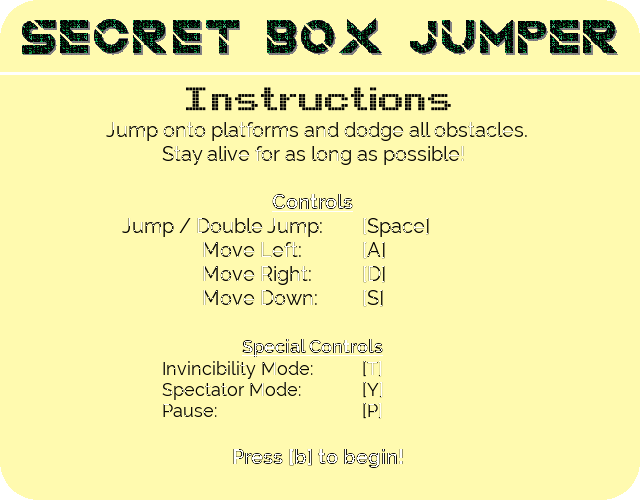 SECRET BOX JUMPER
Instructions
Jump onto platforms and dodge all obstacles.
Stay alive for as long as possible!
Controls
Jump / Double Jump: [Space]
Move Left: [A]
Move Right: [D]
Move Down: [S]
Special Controls
Invincibility Mode: [T]
Spectator Mode: [Y]
Pause: [P]
Press [b] to begin!